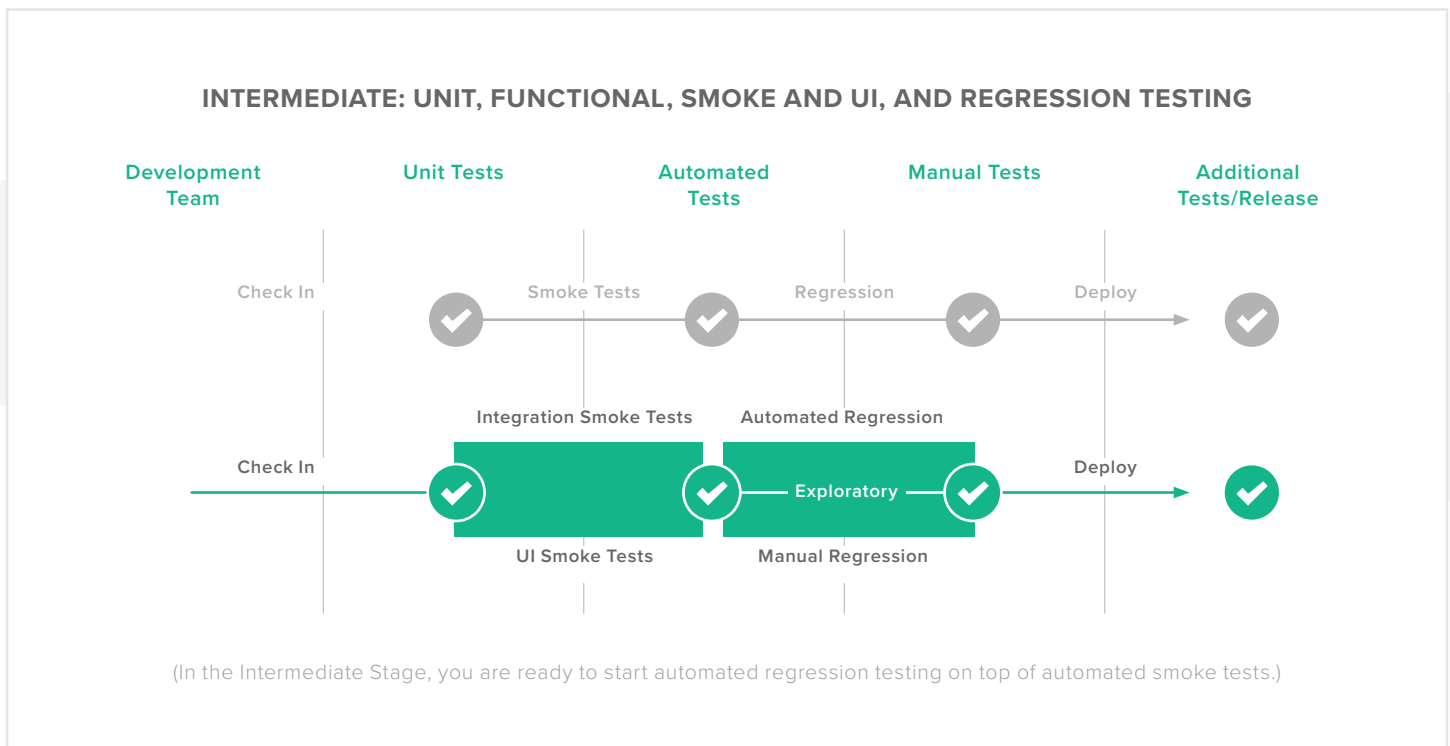 INTERMEDIATE: UNIT, FUNCTIONAL, SMOKE AND UI, AND REGRESSION TESTING
Development
Team
Unit Tests
Automated
Tests
Manual Tests
Additional
Tests/Release
Check In
Smoke Tests
Regression
Deploy
Integration Smoke Tests
Automated Regression
Check In
Exploratory
Deploy
UI Smoke Tests
Manual Regression
(In the Intermediate Stage, you are ready to start automated regression testing on top of automated smoke tests.)